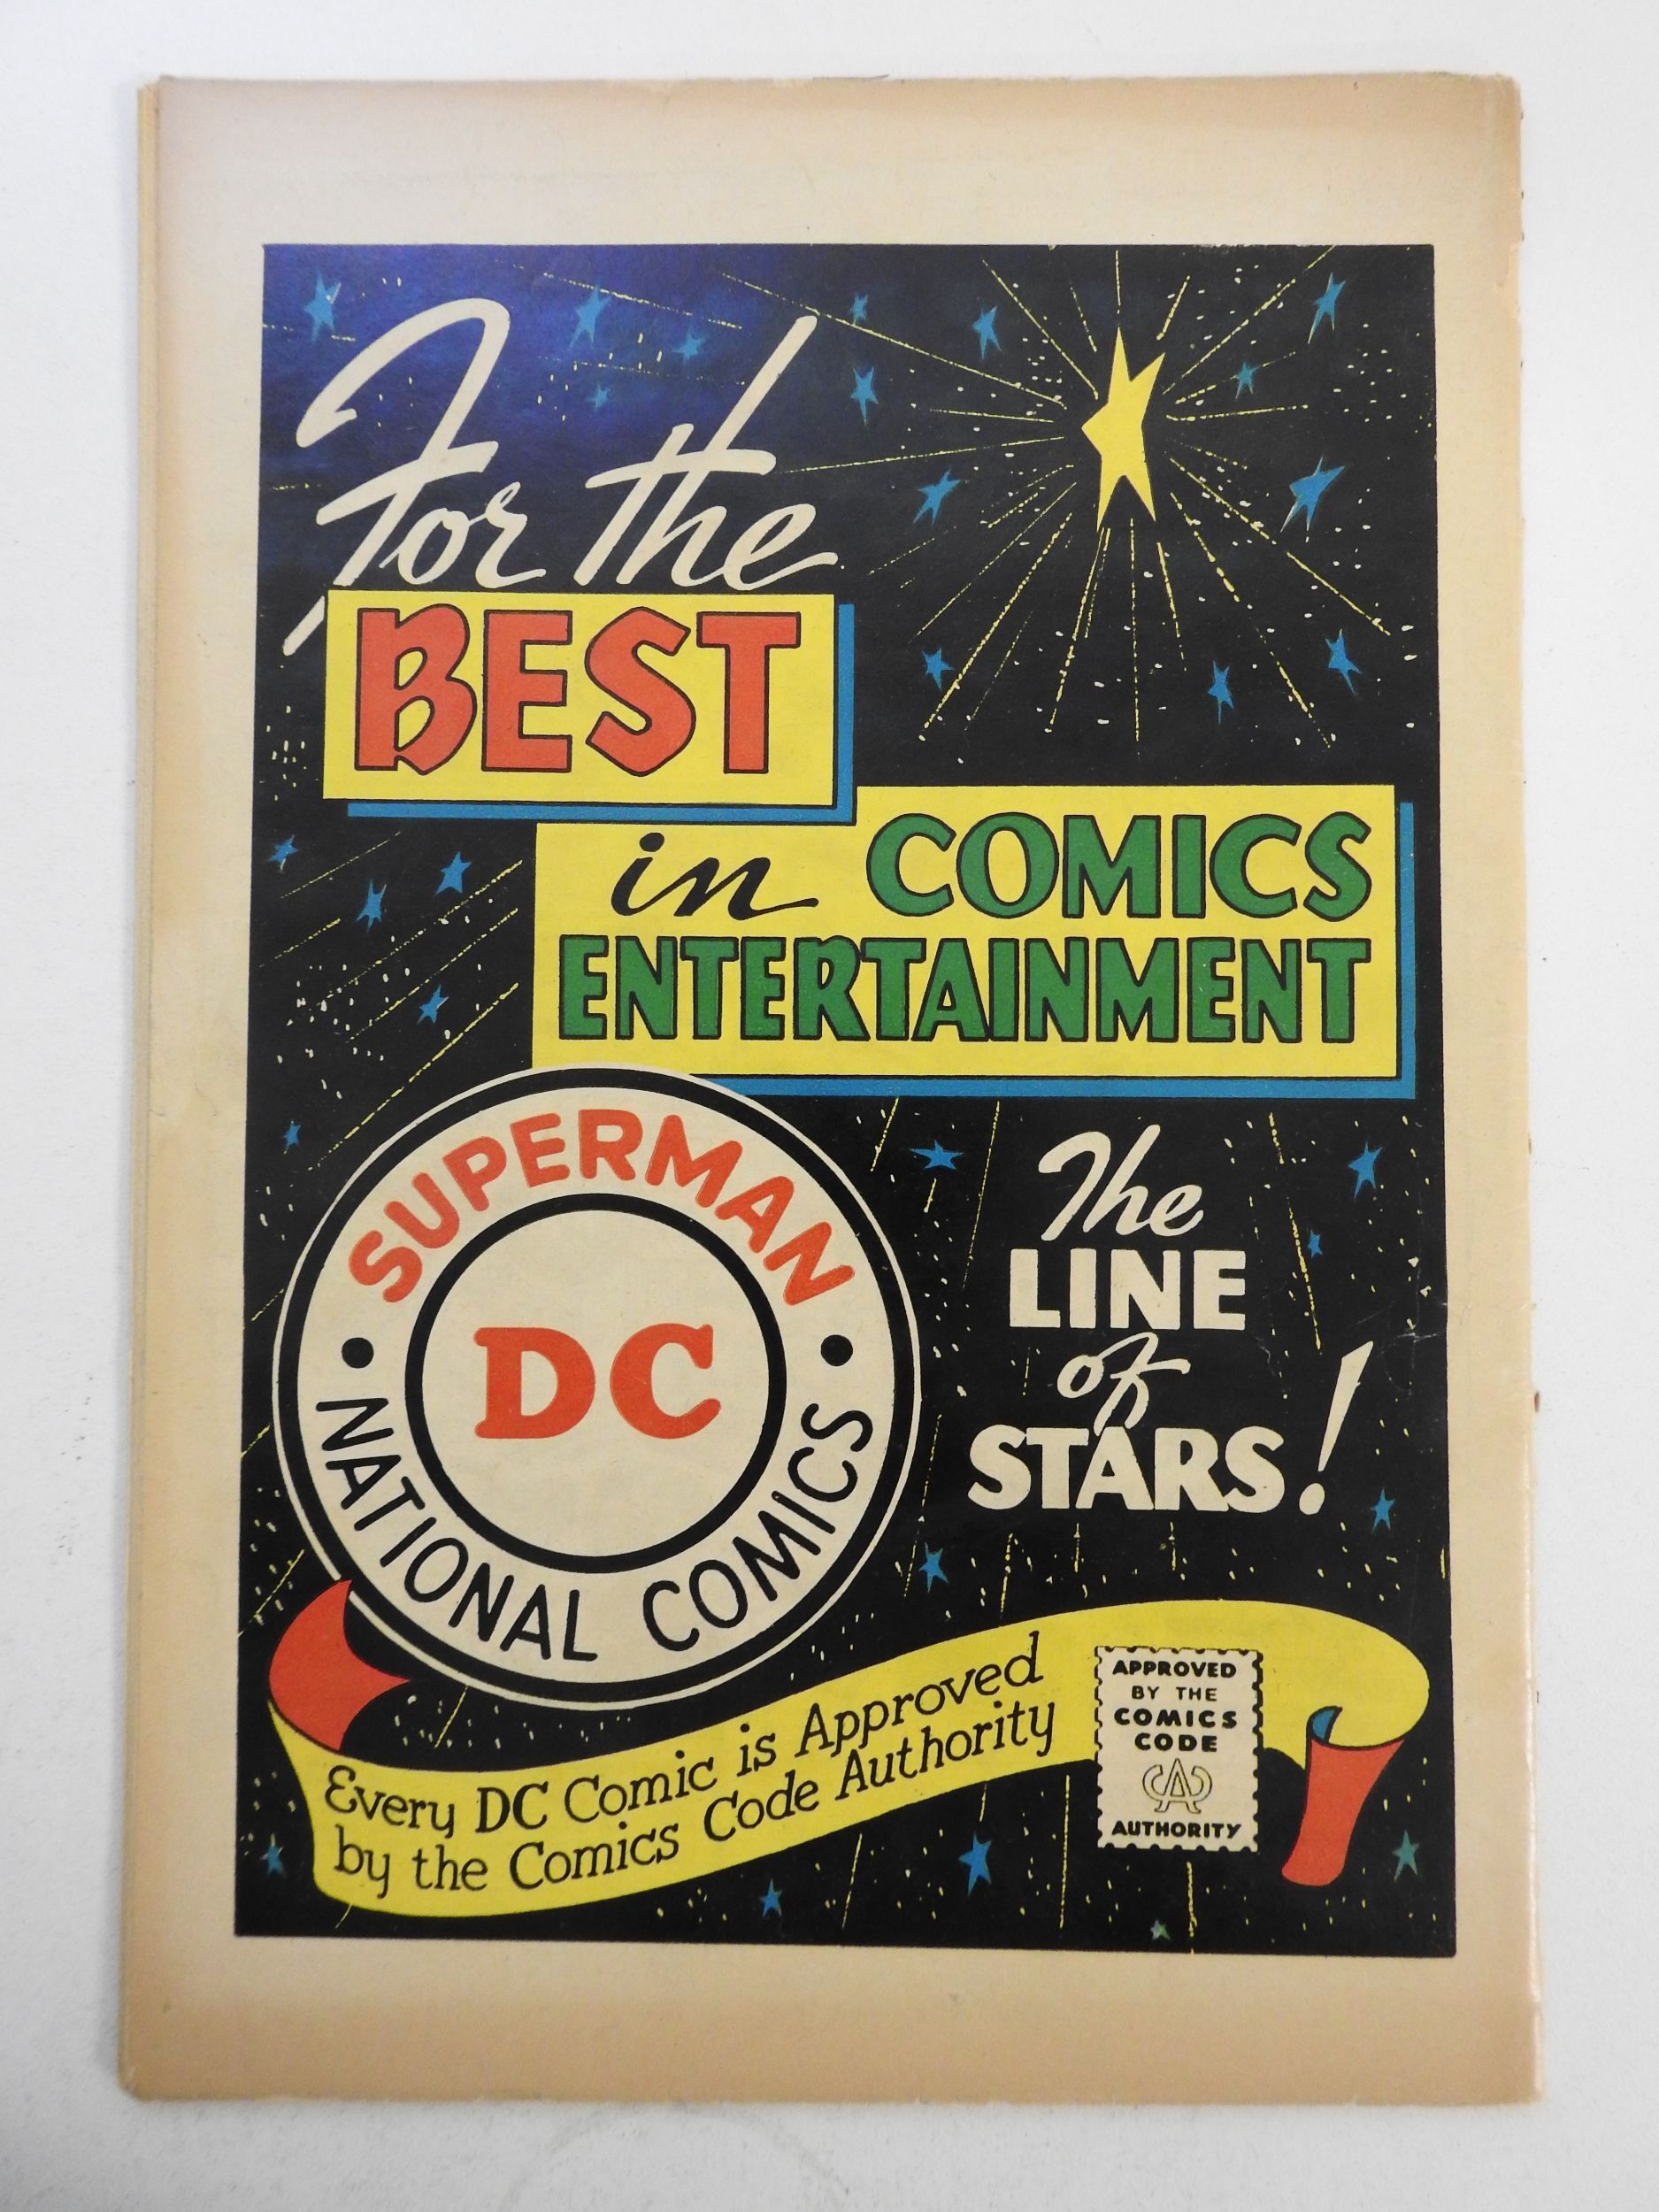 For the
BEST
in COMICS
ENTERTAINMENT
SUPERMAN
DC
• NATIONAL COMICS •
The
LINE
of
STARS!
Every DC Comic is Approved
by the Comics Code Authority
APPROVED
BY THE
COMICS
CODE
CA
AUTHORITY